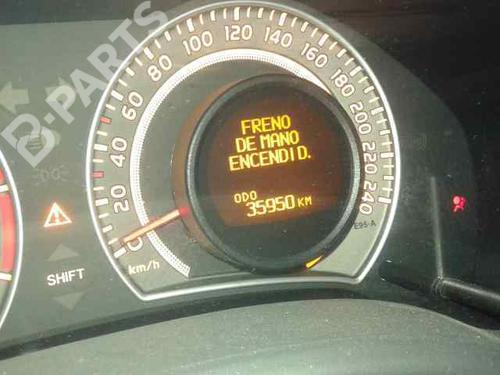 B-PARTS
FRENO
DE MANO
ENCENDID.
ODO
35950 KM
0 20 40 60 80 100 120 140 160 180 200 220 240
km/h
E95-A
SHIFT